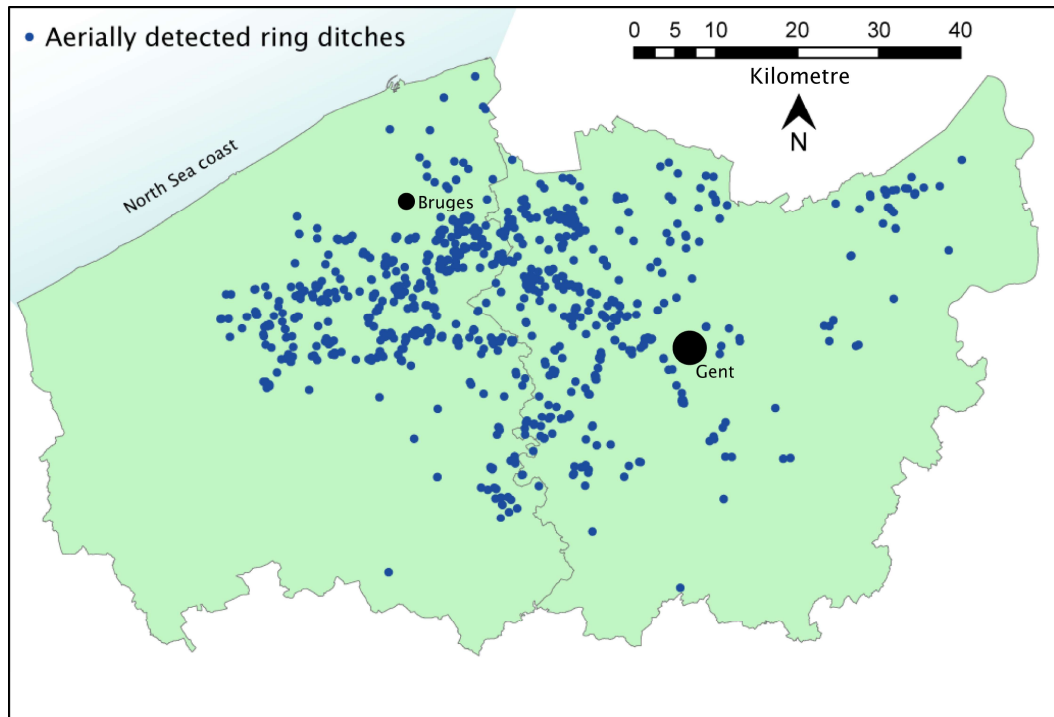 Aerially detected ring ditches
0 5 10 20 30 40
Kilometre
N
North Sea coast
Bruges
Gent